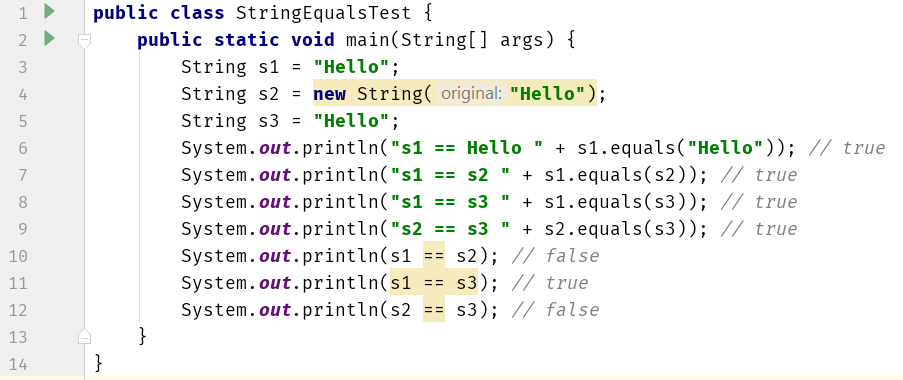 1 public class StringEqualsTest {
2 public static void main(String[] args) {
3 String s1 = "Hello";
4 String s2 = new String( original: "Hello");
5 String s3 = "Hello";
6 System.out.println("s1 == Hello " + s1.equals("Hello")); // true
7 System.out.println("s1 == s2 " + s1.equals(s2)); // true
8 System.out.println("s1 == s3 " + s1.equals(s3)); // true
9 System.out.println("s2 == s3 " + s2.equals(s3)); // true
10 System.out.println(s1 == s2); // false
11 System.out.println(s1 == s3); // true
12 System.out.println(s2 == s3); // false
13 }
14 }